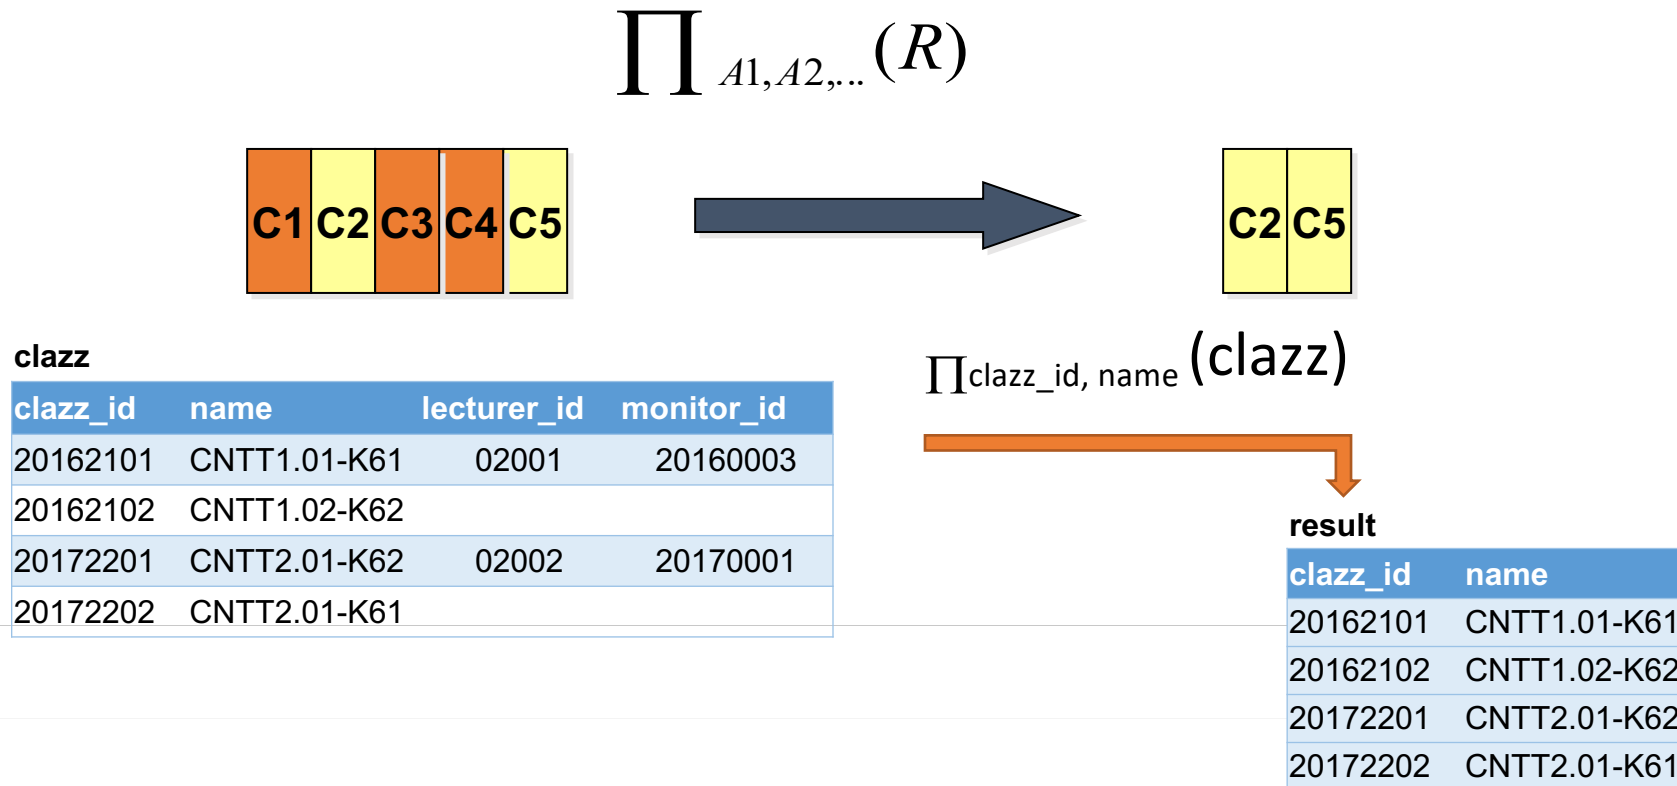 ∏ A1, A2,... (R)
C1 C2 C3 C4 C5
C2 C5
clazz
clazz_id name lecturer_id monitor_id
20162101 CNTT1.01-K61 02001 20160003
20162102 CNTT1.02-K62
20172201 CNTT2.01-K62 02002 20170001
20172202 CNTT2.01-K61
∏clazz_id, name (clazz)
result
clazz_id name
20162101 CNTT1.01-K61
20162102 CNTT1.02-K62
20172201 CNTT2.01-K62
20172202 CNTT2.01-K61